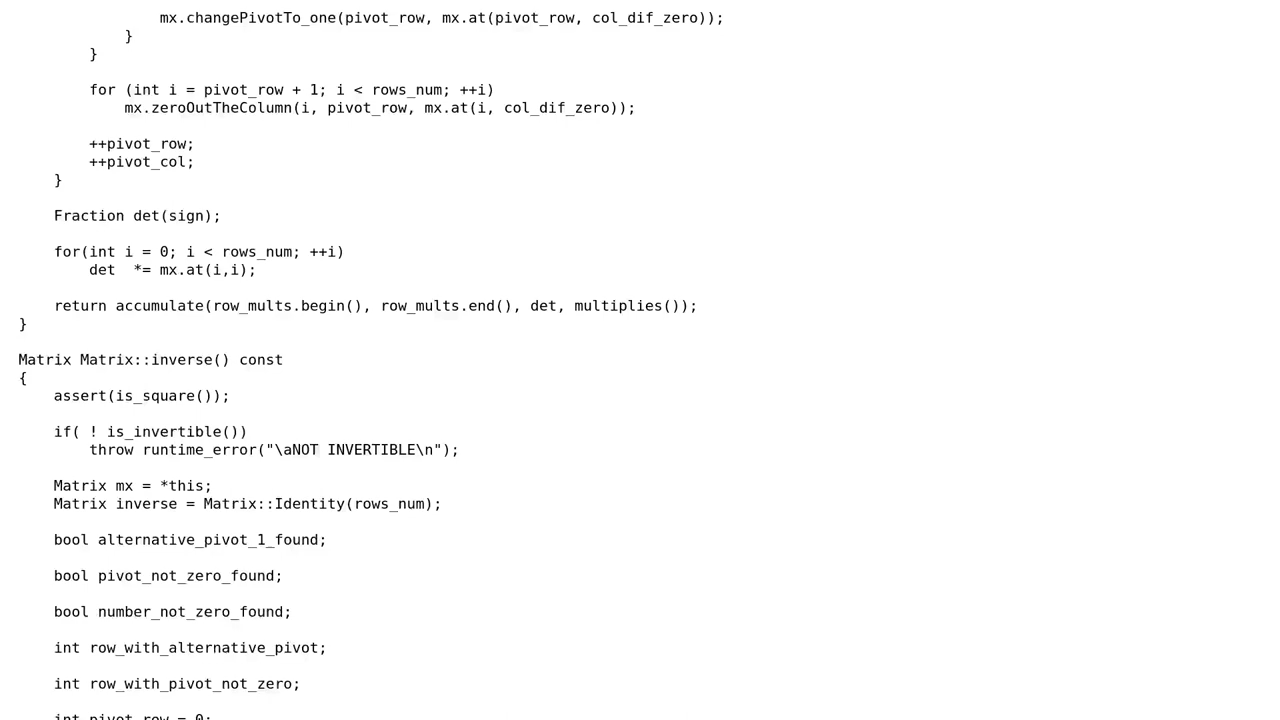 mx.changePivotTo_one(pivot_row, mx.at(pivot_row, col_dif_zero));
}
}
for (int i = pivot_row + 1; i < rows_num; ++i)
mx.zeroOutTheColumn(i, pivot_row, mx.at(i, col_dif_zero));
++pivot_row;
++pivot_col;
}
Fraction det(sign);
for(int i = 0; i < rows_num; ++i)
det  *= mx.at(i,i);
return accumulate(row_mults.begin(), row_mults.end(), det, multiplies());
}
Matrix Matrix::inverse() const
{
assert(is_square());
if( ! is_invertible())
throw runtime_error("\aNOT INVERTIBLE\n");
Matrix mx = *this;
Matrix inverse = Matrix::Identity(rows_num);
bool alternative_pivot_1_found;
bool pivot_not_zero_found;
bool number_not_zero_found;
int row_with_alternative_pivot;
int row_with_pivot_not_zero;
int pivot_row = 0;